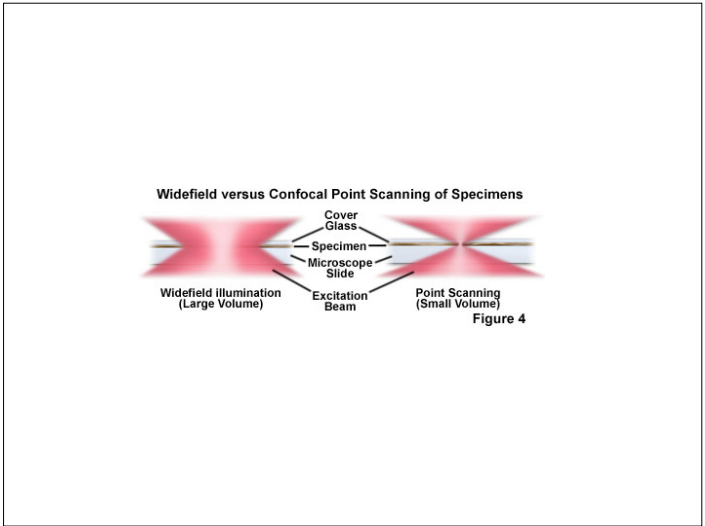 Widefield versus Confocal Point Scanning of Specimens
Cover
Glass
Specimen
Microscope
Slide
Excitation
Beam
Widefield illumination
(Large Volume)
Point Scanning
(Small Volume)
Figure 4